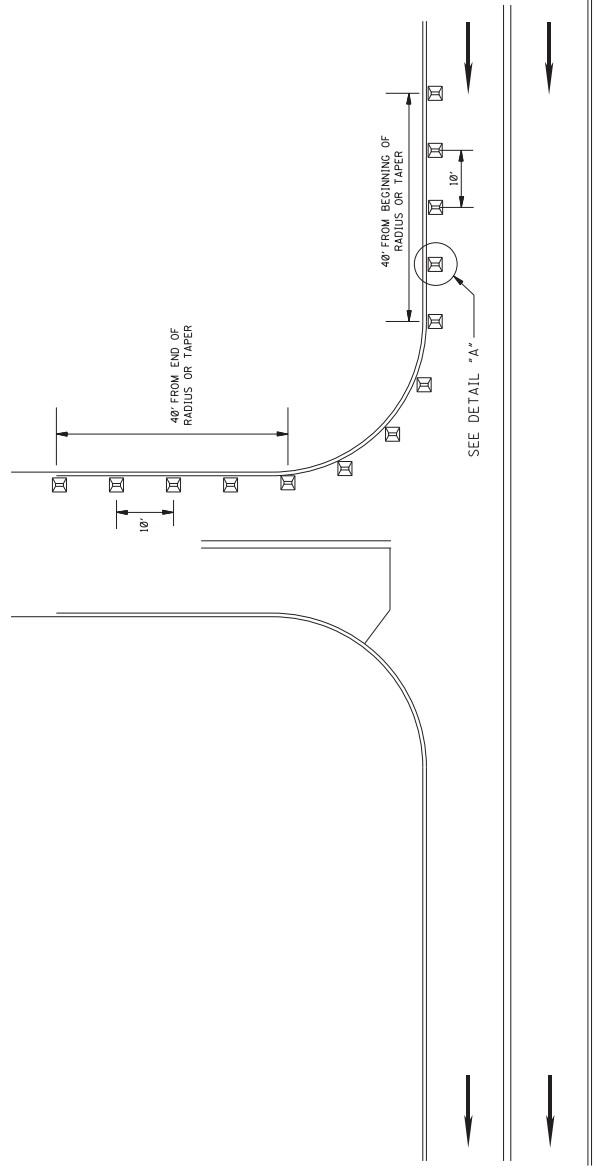 40' FROM BEGINNING OF
RADIUS OR TAPER
10'
SEE DETAIL "A"
40' FROM END OF
RADIUS OR TAPER
10'